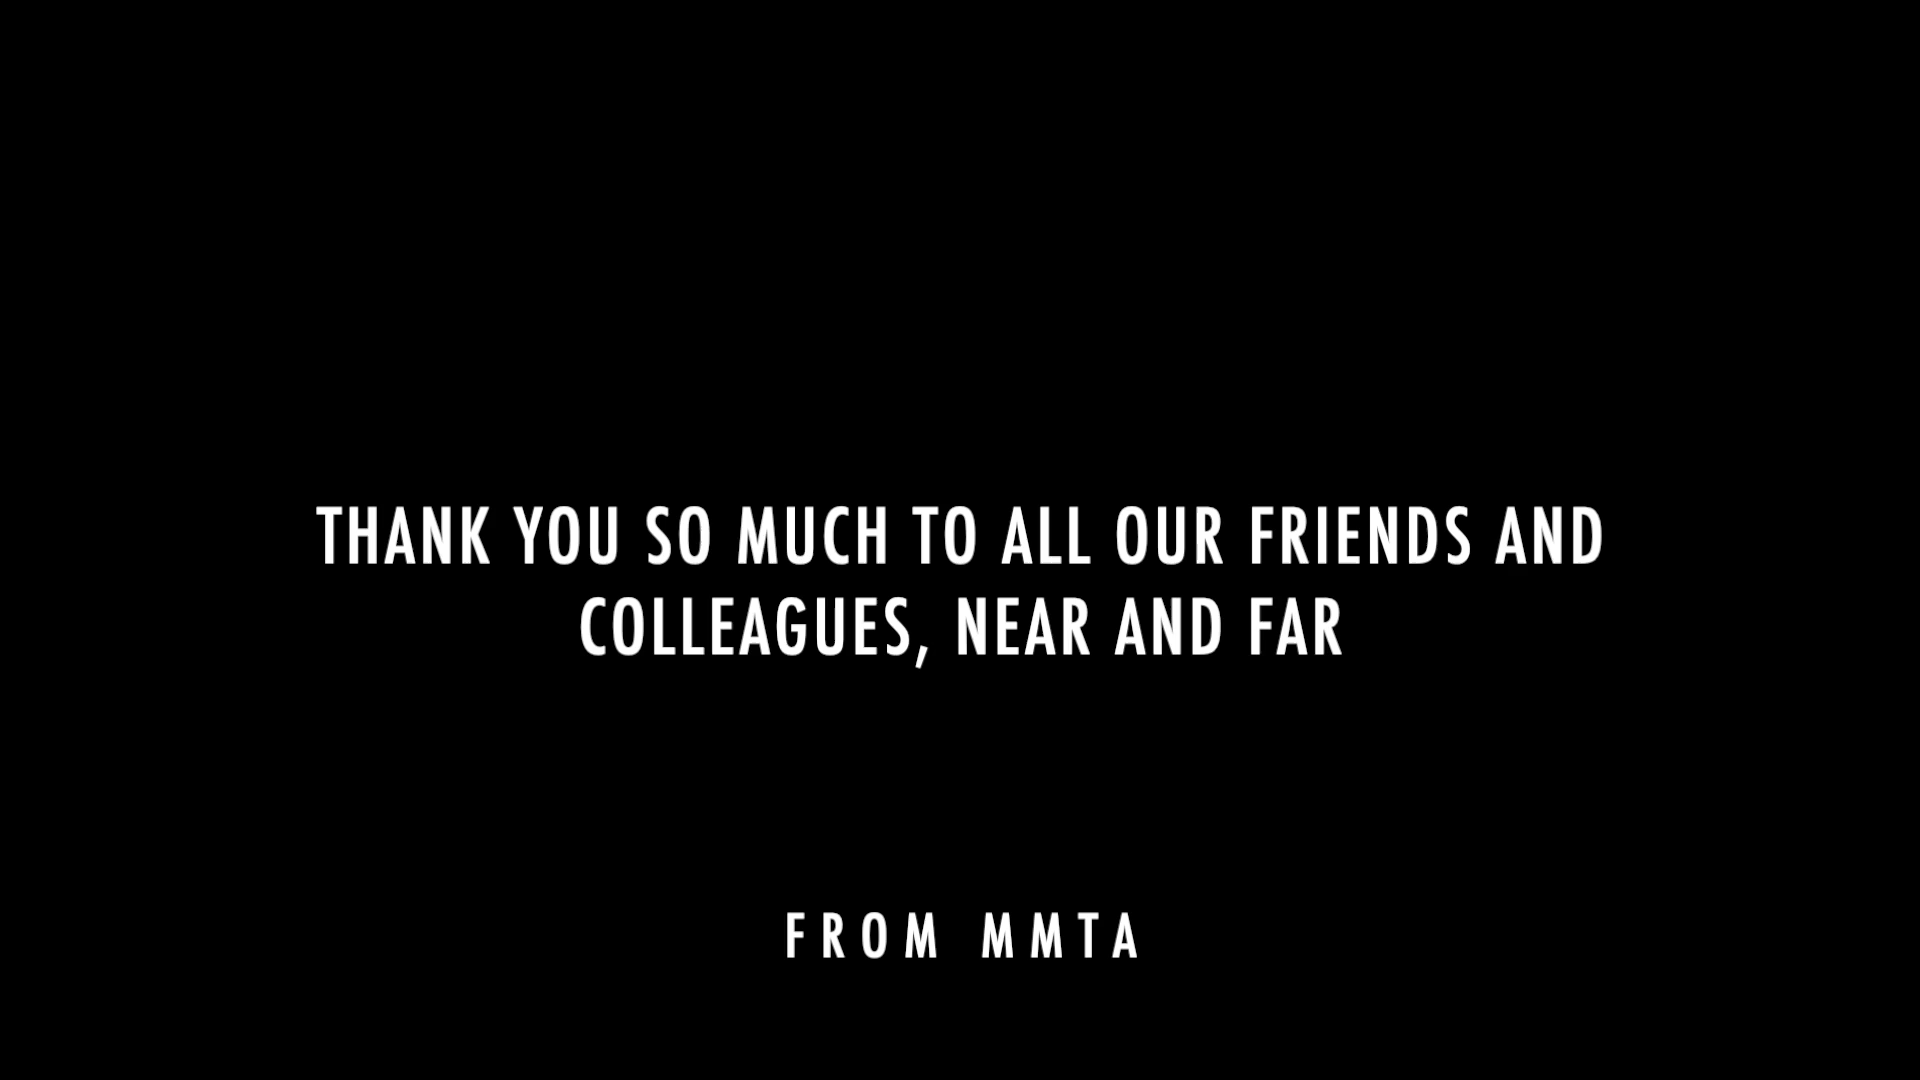 THANK YOU SO MUCH TO ALL OUR FRIENDS AND
COLLEAGUES, NEAR AND FAR
FROM MMTA